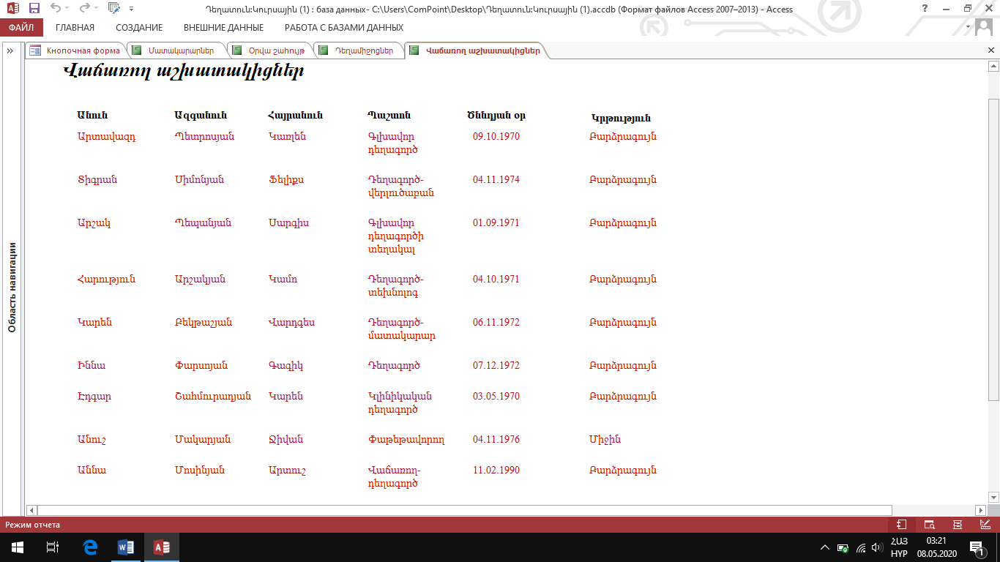 Դեղատուն:Կուրսային (1) : база данных- C:\Users\ComPoint\Desktop\Դեղատուն:Կուրսային (1).accdb (Формат файлов Access 2007–2013) - Access
ФАЙЛ ГЛАВНАЯ СОЗДАНИЕ ВНЕШНИЕ ДАННЫЕ РАБОТА С БАЗАМИ ДАННЫХ
Кнопочная форма Մատակարարներ Օրվա շահույթ Դեղամիջոցներ Վաճառող աշխատակիցներ
Область навигации
Վաճառող աշխատակիցներ
Անուն Ազգանուն Հայրանուն Պաշտոն Ծննդյան օր Կրթություն
Արտավազդ Պետրոսյան Կառլեն Գլխավոր 09.10.1970 Բարձրագույն
դեղագործ
Տիգրան Սիմոնյան Ֆելիքս Դեղագործ- 04.11.1974 Բարձրագույն
վերլուծաբան
Արշակ Պեպանյան Սարգիս Գլխավոր 01.09.1971 Բարձրագույն
դեղագործի
տեղակալ
Հարություն Արշակյան Կամո Դեղագործ- 04.10.1971 Բարձրագույն
տեխնոլոգ
Կարեն Բեկթաշյան Վարդգես Դեղագործ- 06.11.1972 Բարձրագույն
մատակարար
Իննա Փարսոյան Գագիկ Դեղագործ 07.12.1972 Բարձրագույն
Էդգար Շահմուրադյան Կարեն Կլինիկական 03.05.1970 Բարձրագույն
դեղագործ
Անուշ Մակարյան Ջիվան Փաթեթավորող 04.11.1976 Միջին
Աննա Մոսինյան Արտուշ Վաճառող- 11.02.1990 Բարձրագույն
դեղագործ
Режим отчета
ՀԱՅ 03:21
HYP 08.05.2020
1